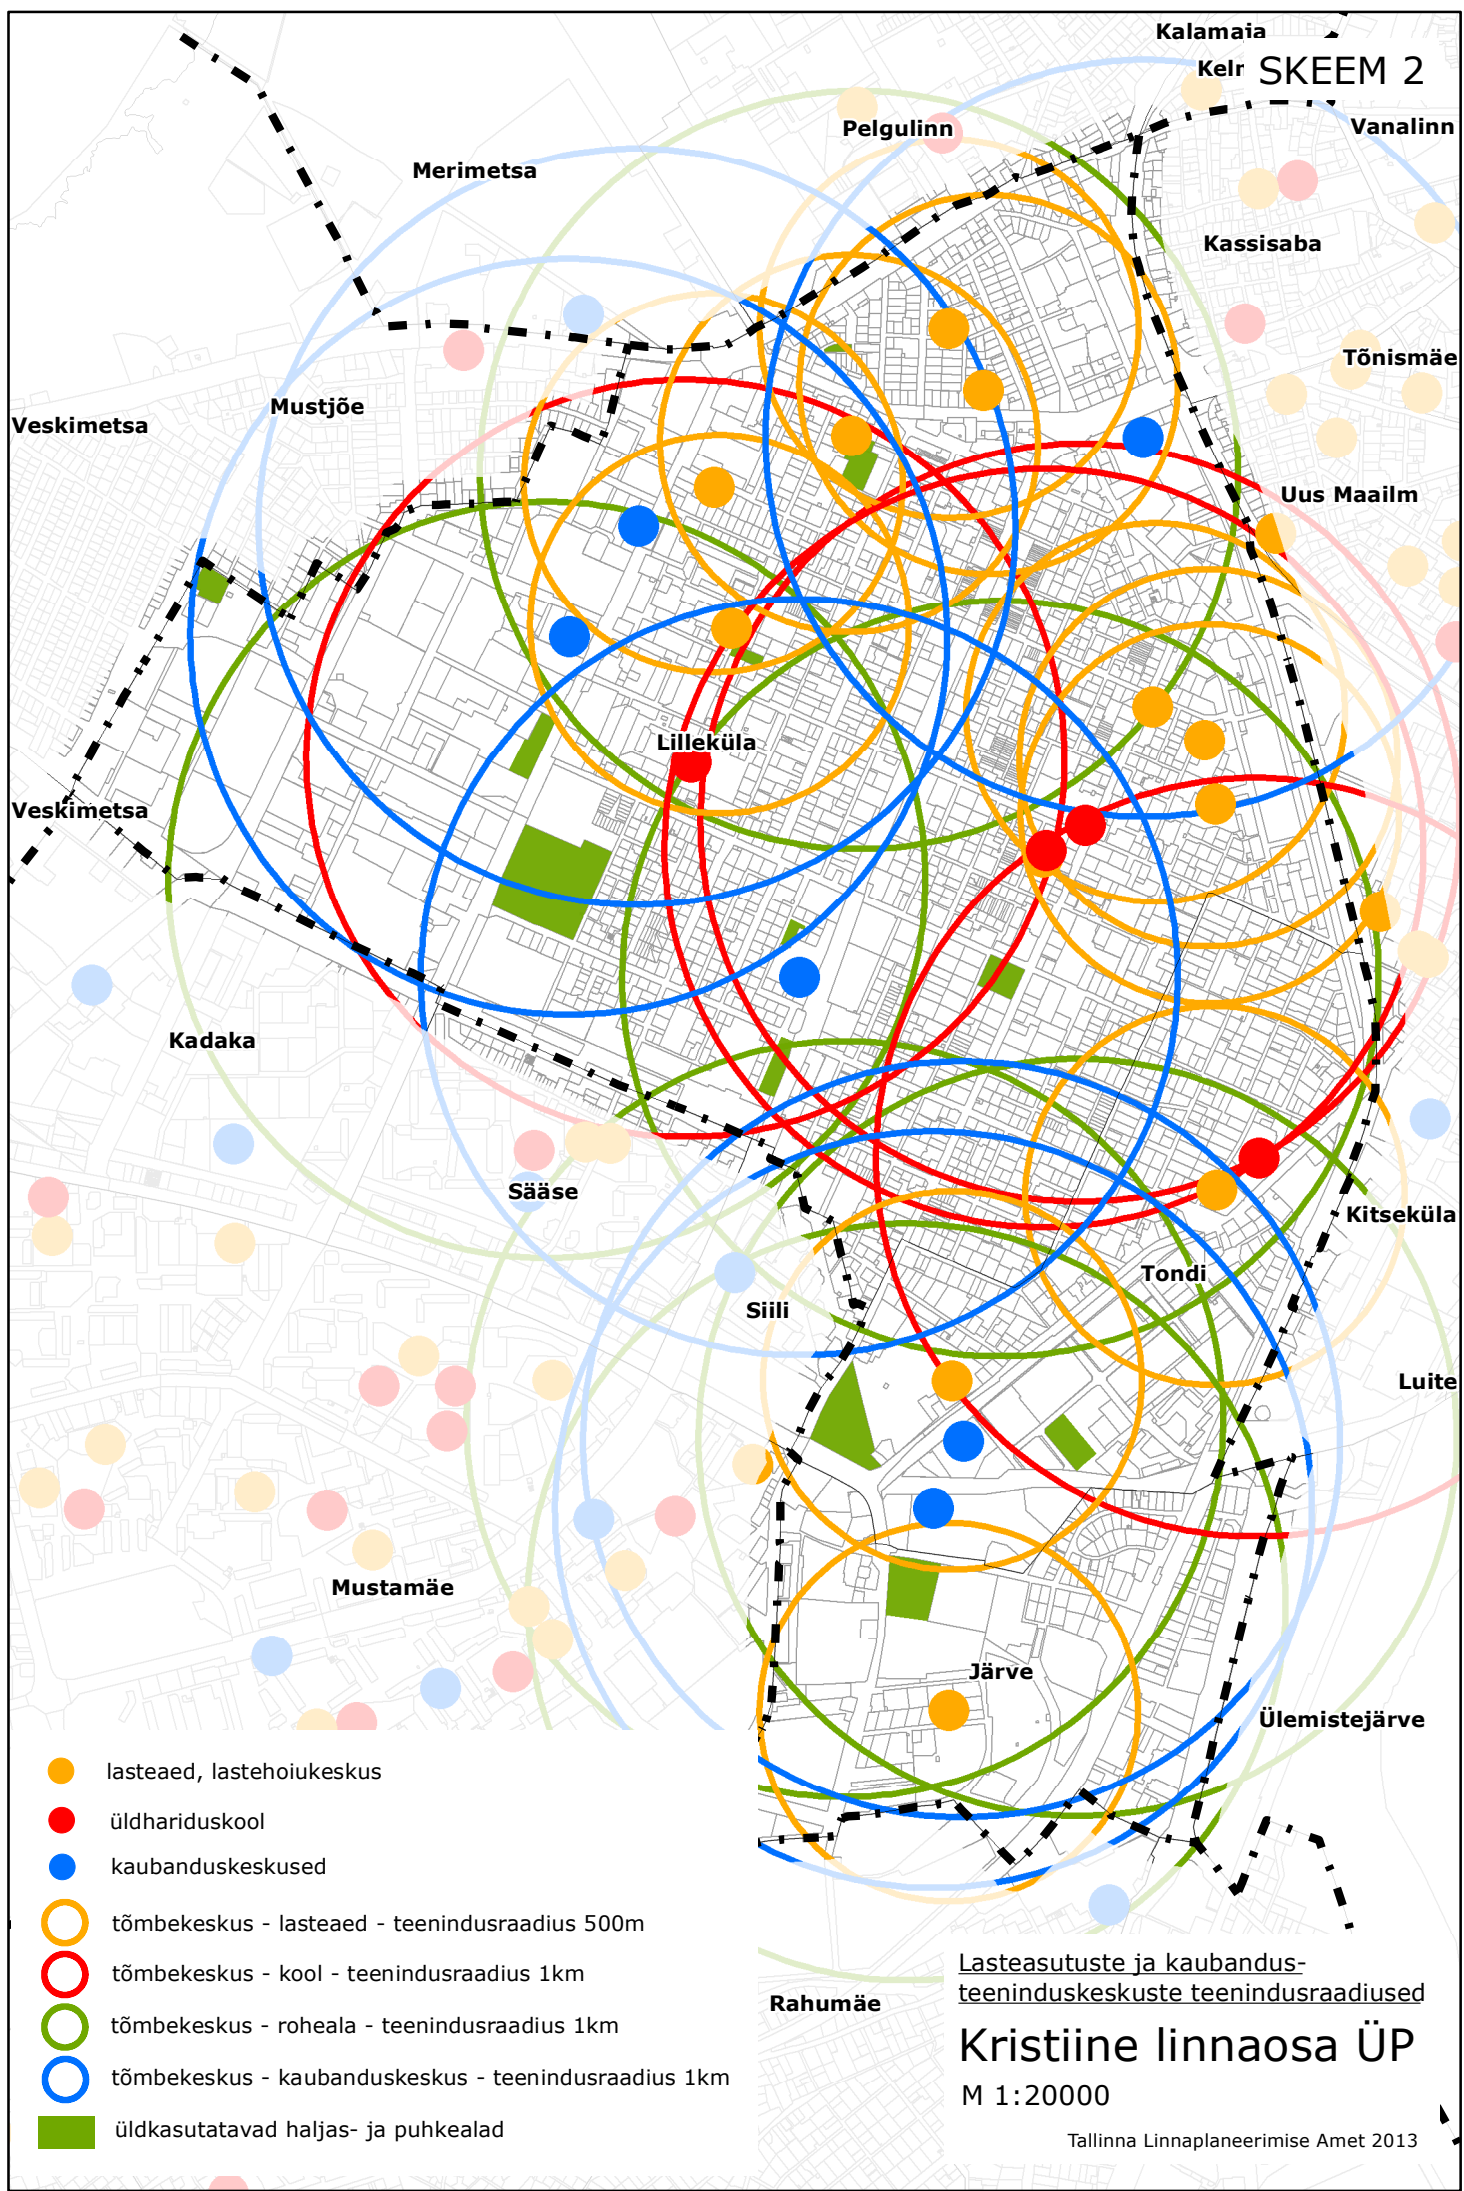 Kalamaja
SKEEM 2
Pelgulinn
Vanalinn
Merimetsa
Kassisaba
Tõnismäe
Mustjõe
Veskimetsa
Uus Maailm
Lilleküla
Veskimetsa
Kadaka
Sääse
Kitseküla
Tondi
Siili
Luite
Mustamäe
Järve
Ülemistejärve
lasteaed, lastehoiukeskus
üldhariduskool
kaubanduskeskused
tõmbekeskus - lasteaed - teenindusraadius 500m
tõmbekeskus - kool - teenindusraadius 1km
tõmbekeskus - roheala - teenindusraadius 1km
tõmbekeskus - kaubanduskeskus - teenindusraadius 1km
üldkasutatavad haljas- ja puhkealad
Rahumäe
Lasteasutuste ja kaubandus-
teeninduskeskuste teenindusraadiused
Kristiine linnaosa ÜP
M 1:20000
Tallinna Linnaplaneerimise Amet 2013